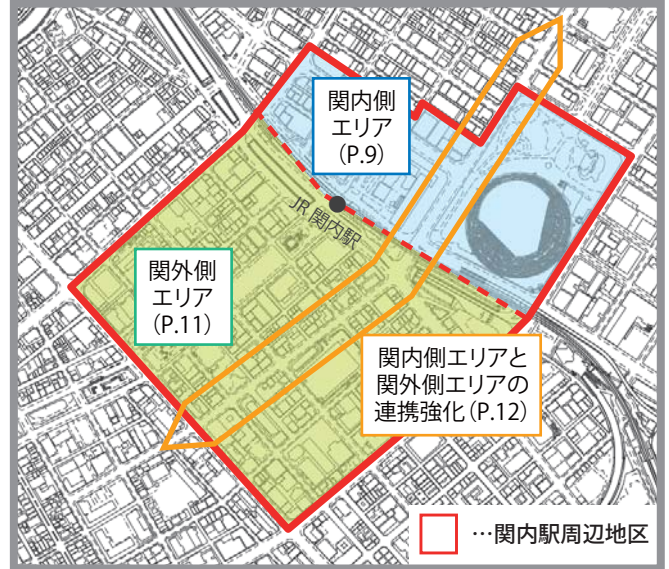 関内側
エリア
(P.9)
JR関内駅
関外側
エリア
(P.11)
関内側エリアと
関外側エリアの
連携強化(P.12)
…関内駅周辺地区